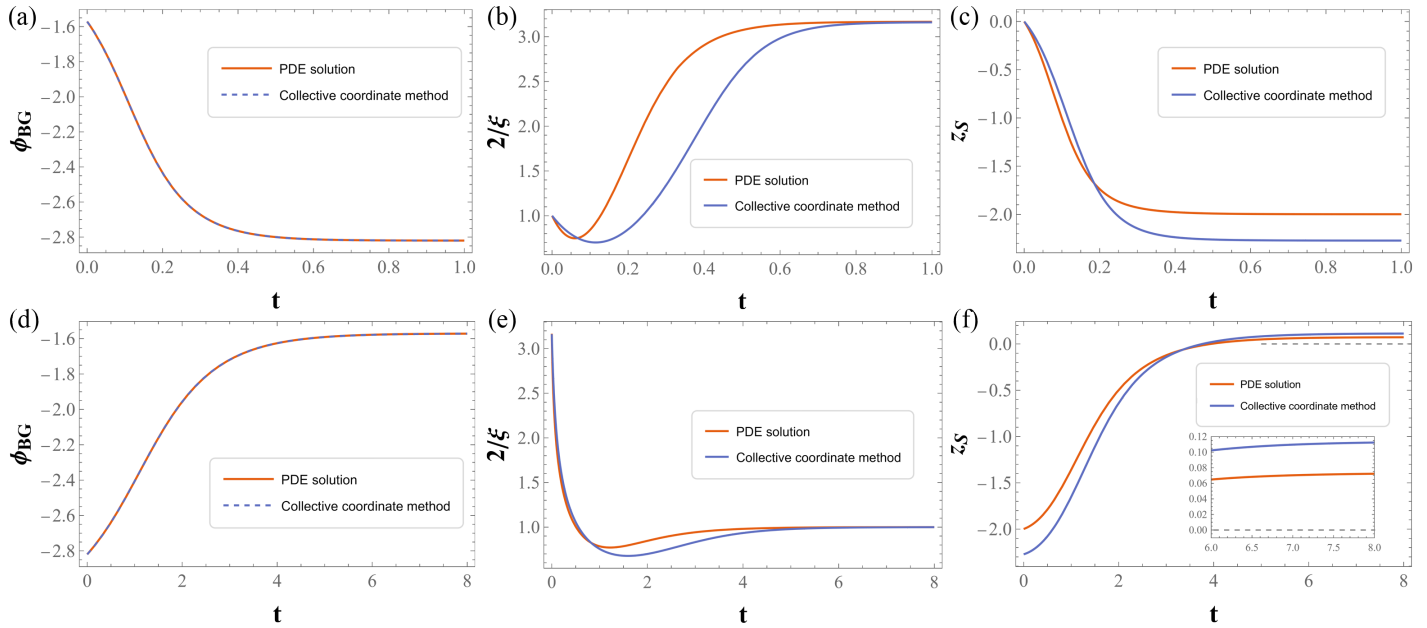 (a)
ϕBG
−1.6
−1.8
−2.0
−2.2
−2.4
−2.6
−2.8
PDE solution
Collective coordinate method
0.0 0.2 0.4 0.6 0.8 1.0
t
(b)
2/ξ
3.0
2.5
2.0
1.5
1.0
PDE solution
Collective coordinate method
0.0 0.2 0.4 0.6 0.8 1.0
t
(c)
zS
0.0
−0.5
−1.0
−1.5
−2.0
PDE solution
Collective coordinate method
0.0 0.2 0.4 0.6 0.8 1.0
t
(d)
ϕBG
−1.6
−1.8
−2.0
−2.2
−2.4
−2.6
−2.8
PDE solution
Collective coordinate method
0 2 4 6 8
t
(e)
2/ξ
3.0
2.5
2.0
1.5
1.0
PDE solution
Collective coordinate method
0 2 4 6 8
t
(f)
zS
0.0
−0.5
−1.0
−1.5
−2.0
PDE solution
Collective coordinate method
0.12
0.10
0.08
0.06
0.04
0.02
0.00
6.0 6.5 7.0 7.5 8.0
0 2 4 6 8
t